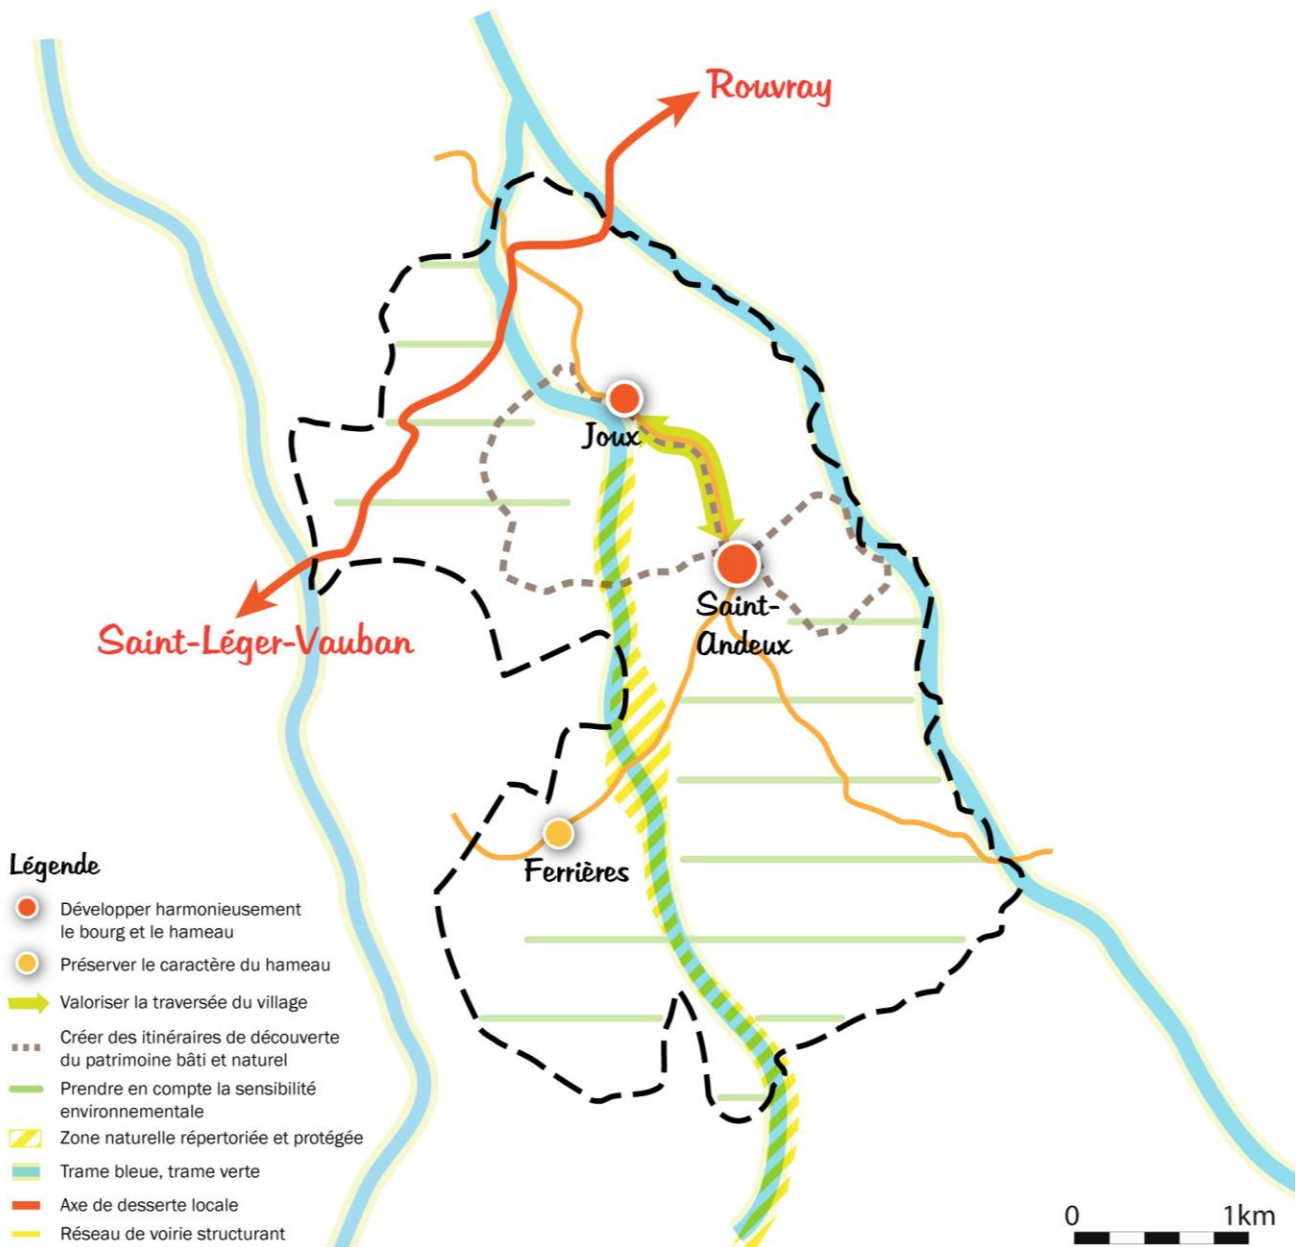 Rouvray
Joux
Saint-
Andeux
Saint-Léger-Vauban
Ferrières
Légende
Développer harmonieusement
le bourg et le hameau
Préserver le caractère du hameau
Valoriser la traversée du village
Créer des itinéraires de découverte
du patrimoine bâti et naturel
Prendre en compte la sensibilité
environnementale
Zone naturelle répertoriée et protégée
Trame bleue, trame verte
Axe de desserte locale
Réseau de voirie structurant
0 1km